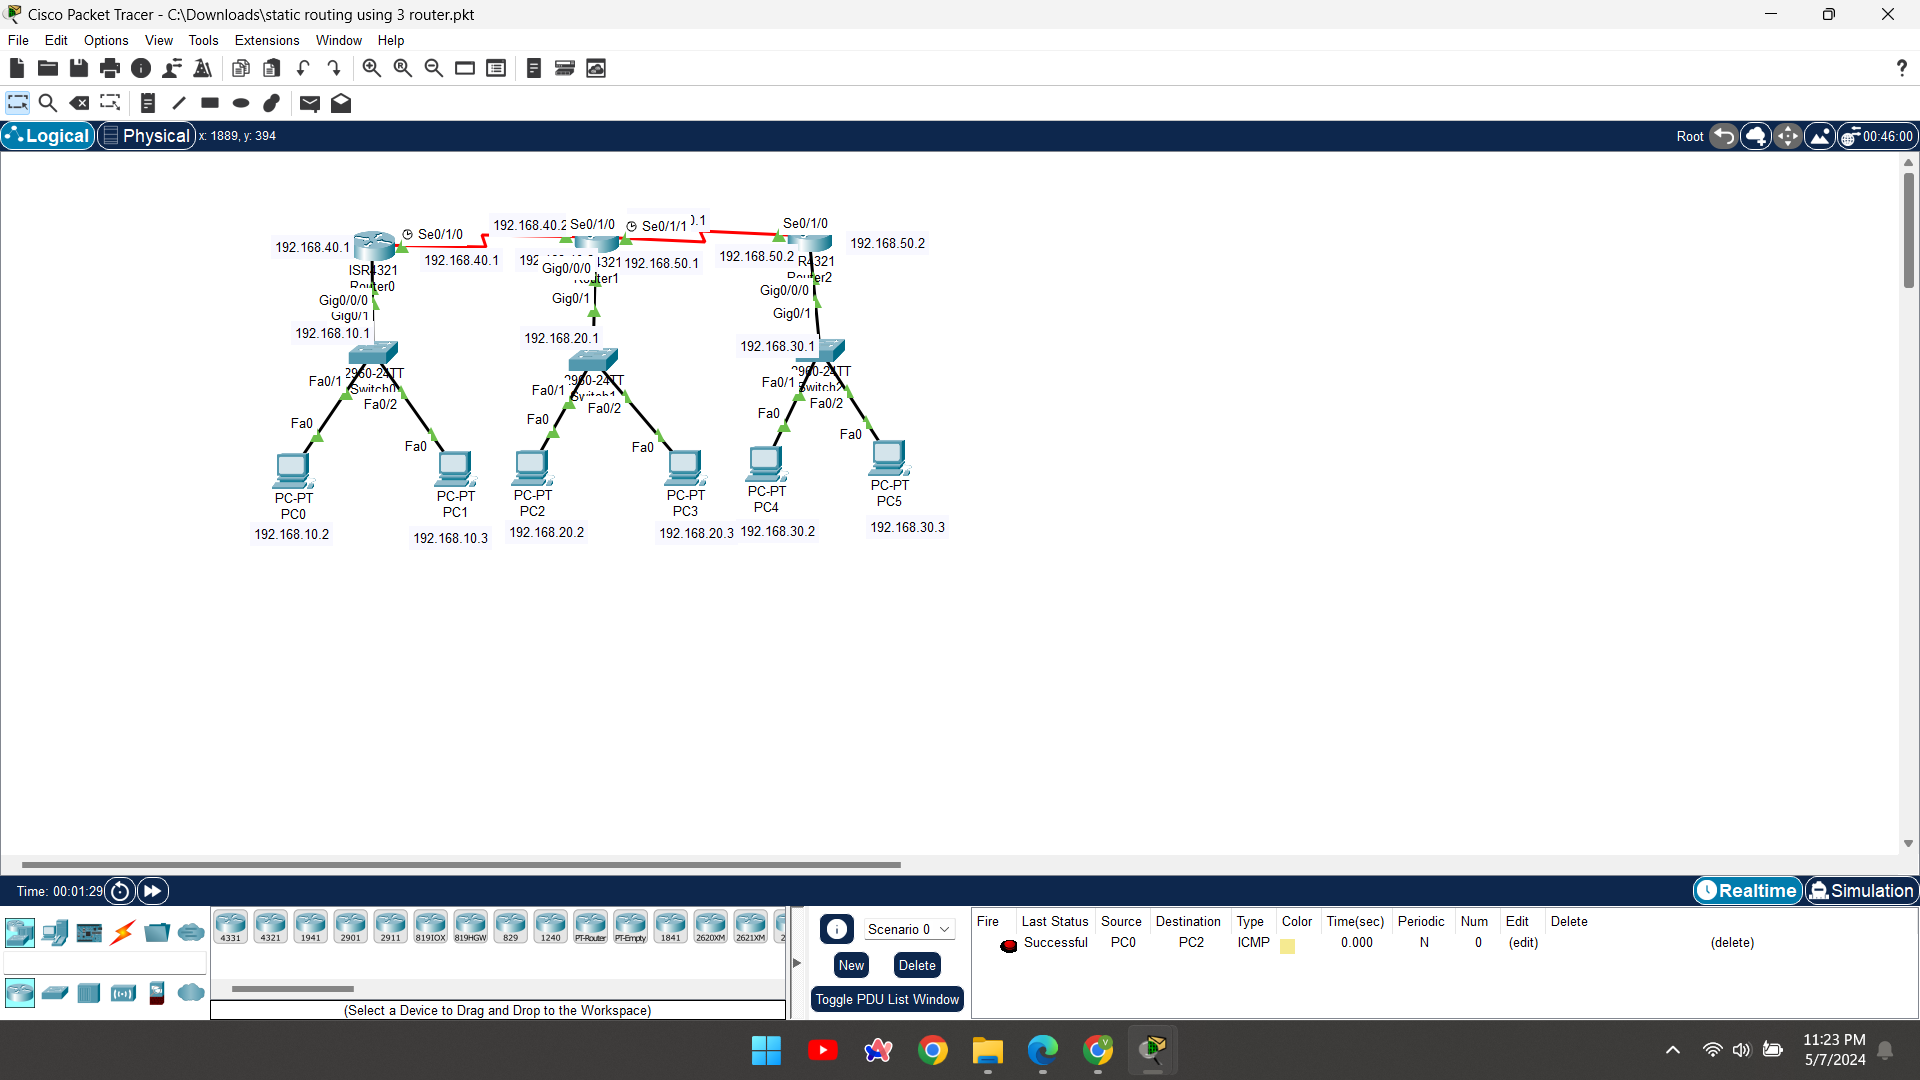 Cisco Packet Tracer - C:\Downloads\static routing using 3 router.pkt
File Edit Options View Tools Extensions Window Help
?
Logical Physical x: 1889, y: 394 Root 00:46:00
192.168.40.1 Se0/1/0 192.168.40.2 Se0/1/0 Se0/1/1 0.1 Se0/1/0 192.168.50.2
192.168.40.1 192.168.50.1 192.168.50.2
ISR4321
Router0
4321
Router1
R4321
Router2
Gig0/0/0
Gig0/1
192.168.10.1
Gig0/0/0
Gig0/1
192.168.20.1
Gig0/0/0
Gig0/1
192.168.30.1
2960-24TT
Switch0
2960-24TT
Switch1
2960-24TT
Switch2
Fa0/1
Fa0/2
Fa0/1
Fa0/2
Fa0/1
Fa0/2
Fa0 Fa0 Fa0 Fa0 Fa0 Fa0
PC-PT
PC0
192.168.10.2
PC-PT
PC1
192.168.10.3
PC-PT
PC2
192.168.20.2
PC-PT
PC3
192.168.20.3
PC-PT
PC4
192.168.30.2
PC-PT
PC5
192.168.30.3
Time: 00:01:29 Realtime Simulation
4331 4321 1941 2901 2911 819IOX 819HGW 829 1240 PT-Router PT-Empty 1841 2620XM 2621XM
(Select a Device to Drag and Drop to the Workspace)
Scenario 0
New Delete
Toggle PDU List Window
Fire Last Status Source Destination Type Color Time(sec) Periodic Num Edit Delete
Successful PC0 PC2 ICMP 0.000 N 0 (edit) (delete)
11:23 PM
5/7/2024